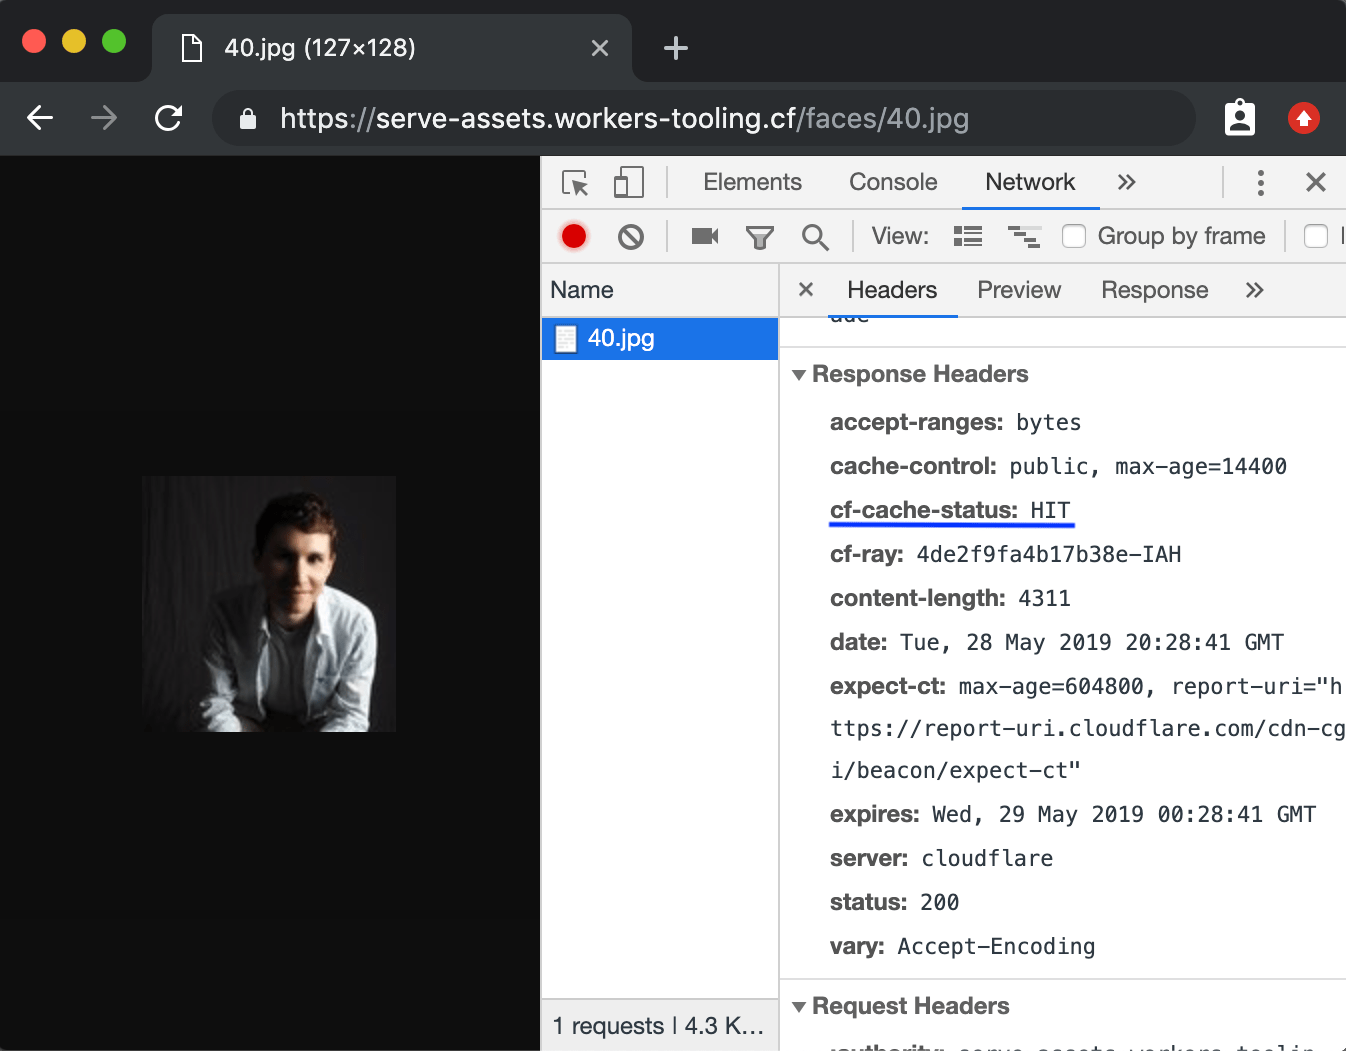 40.jpg (127×128)
https://serve-assets.workers-tooling.cf/faces/40.jpg
Elements Console Network
View: Group by frame
Name Headers Preview Response
40.jpg
Response Headers
accept-ranges: bytes
cache-control: public, max-age=14400
cf-cache-status: HIT
cf-ray: 4de2f9fa4b17b38e-IAH
content-length: 4311
date: Tue, 28 May 2019 20:28:41 GMT
expect-ct: max-age=604800, report-uri="h
ttps://report-uri.cloudflare.com/cdn-cg
i/beacon/expect-ct"
expires: Wed, 29 May 2019 00:28:41 GMT
server: cloudflare
status: 200
vary: Accept-Encoding
Request Headers
1 requests | 4.3 K...